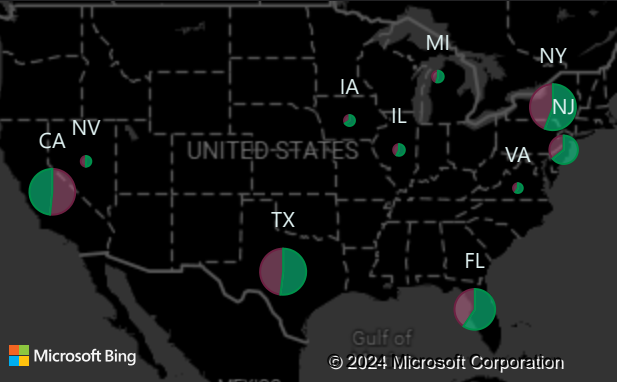 MI
NY
IA
NJ
IL
NV
CA
UNITED STATES
VA
TX
FL
Gulf of
Microsoft Bing
© 2024 Microsoft Corporation
MEXICO